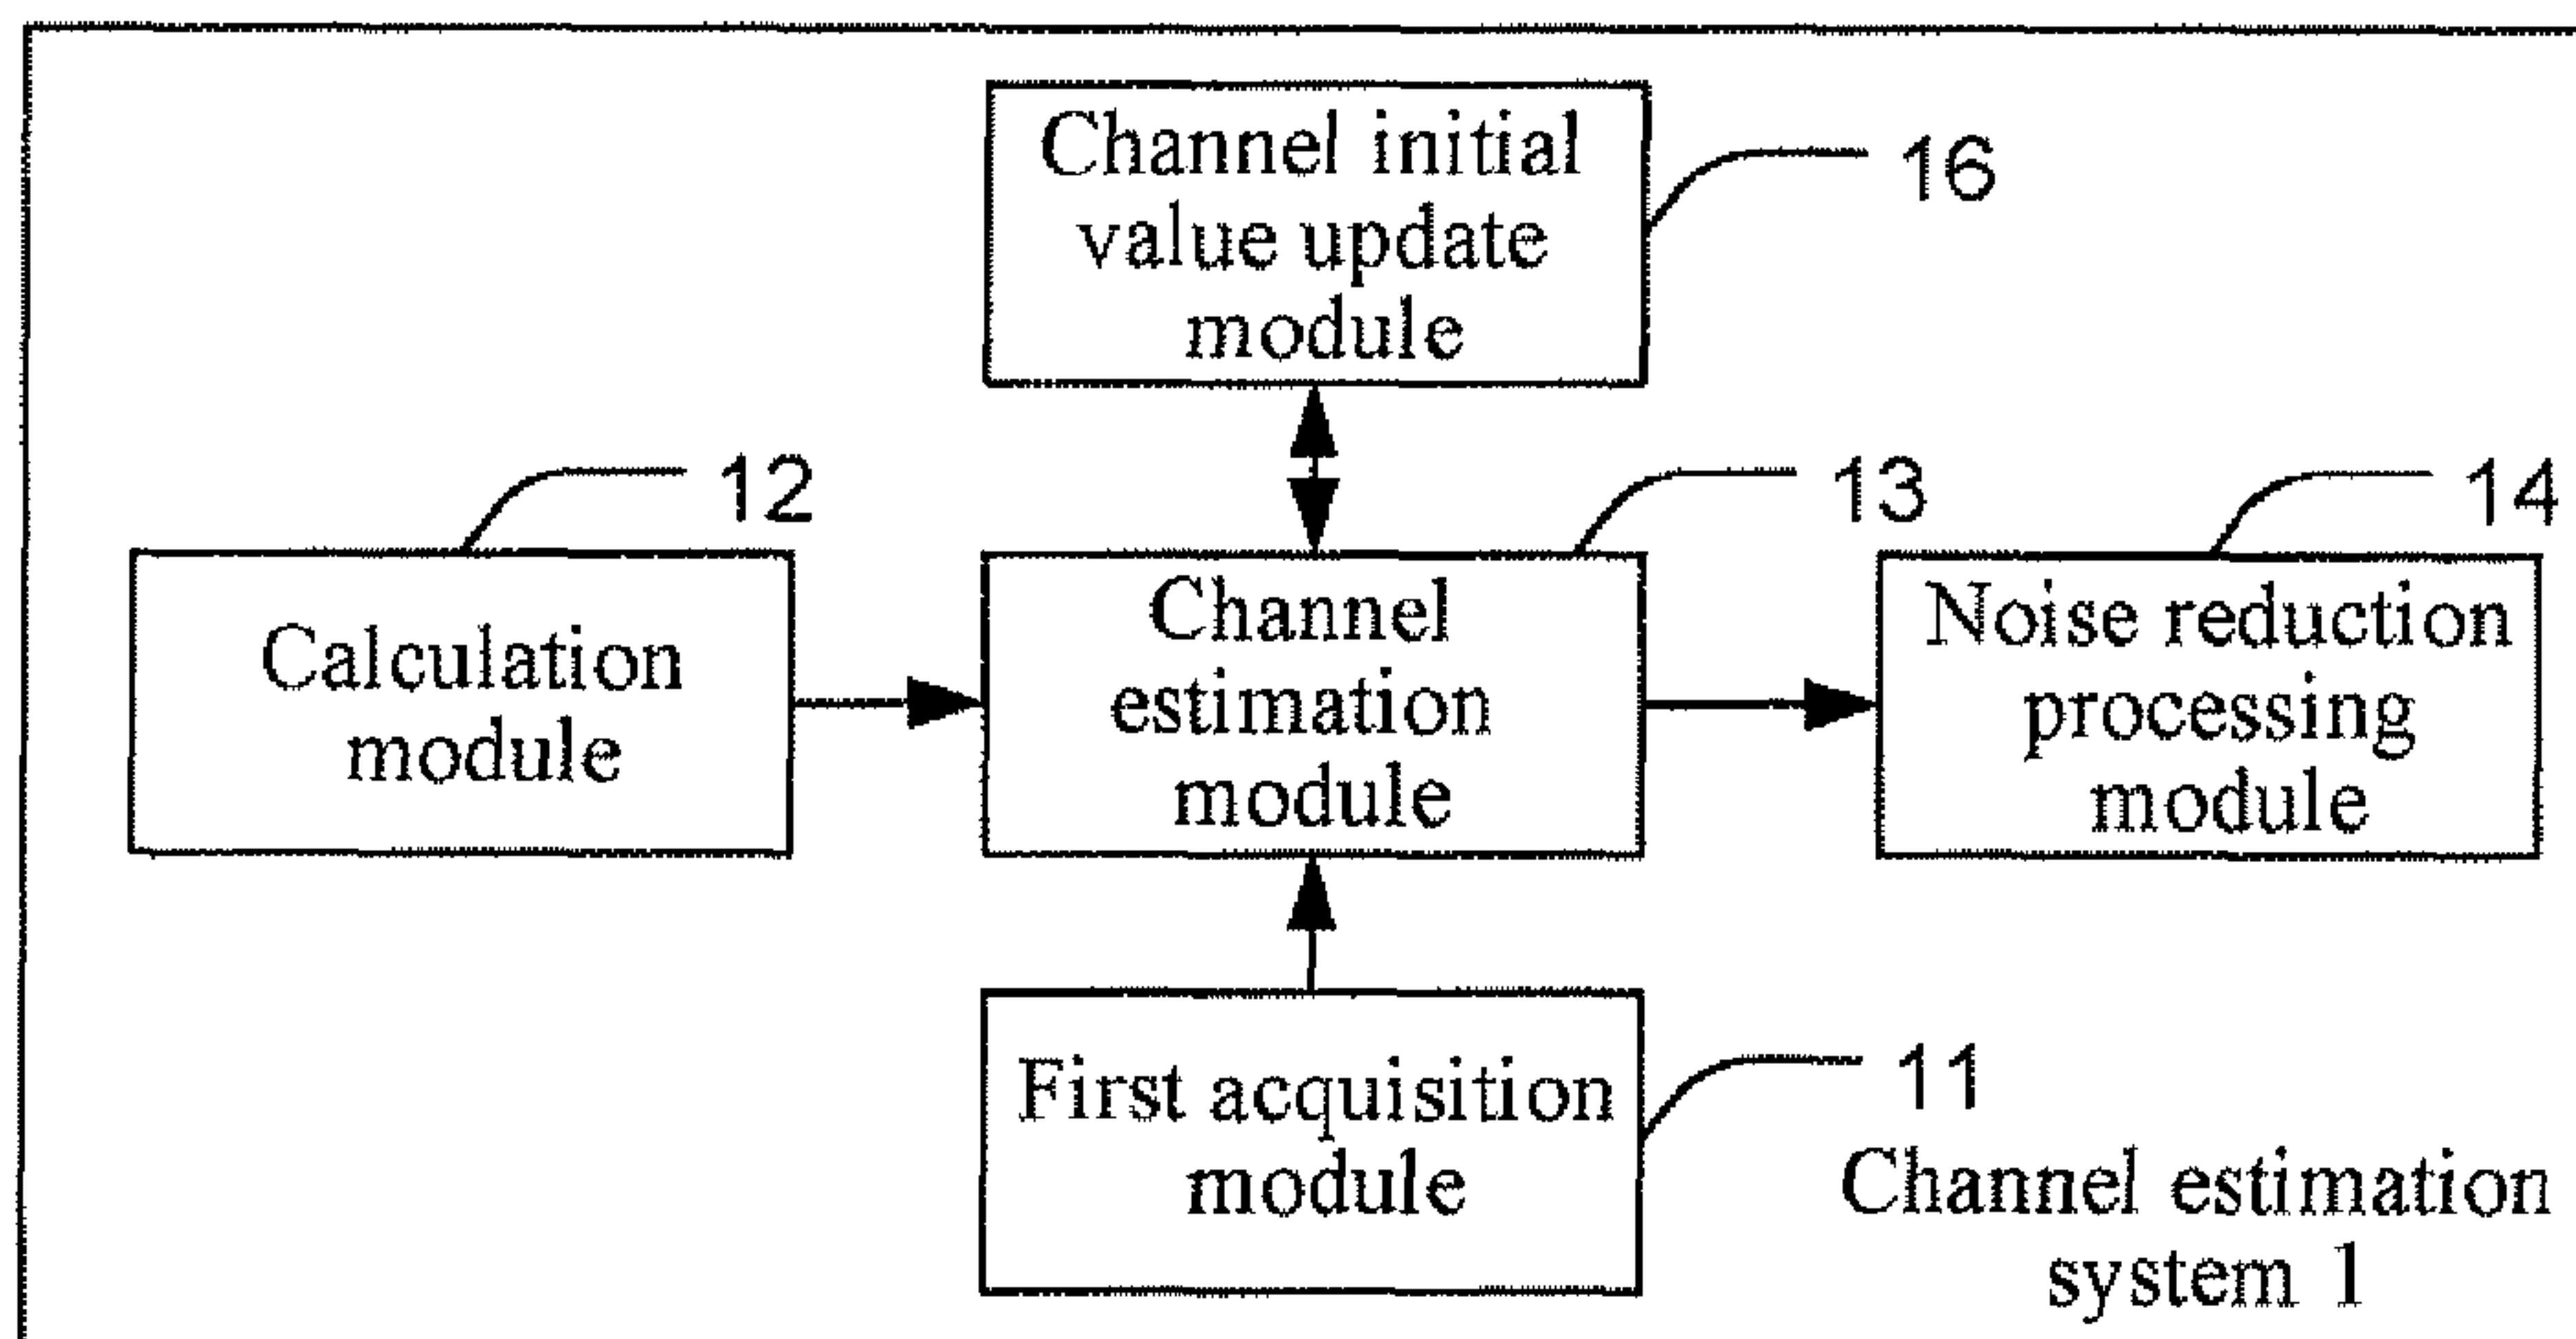 Channel initial
value update
module
16
12
13
14
Calculation
module
Channel
estimation
module
Noise reduction
processing
module
First acquisition
module
11
Channel estimation
system 1